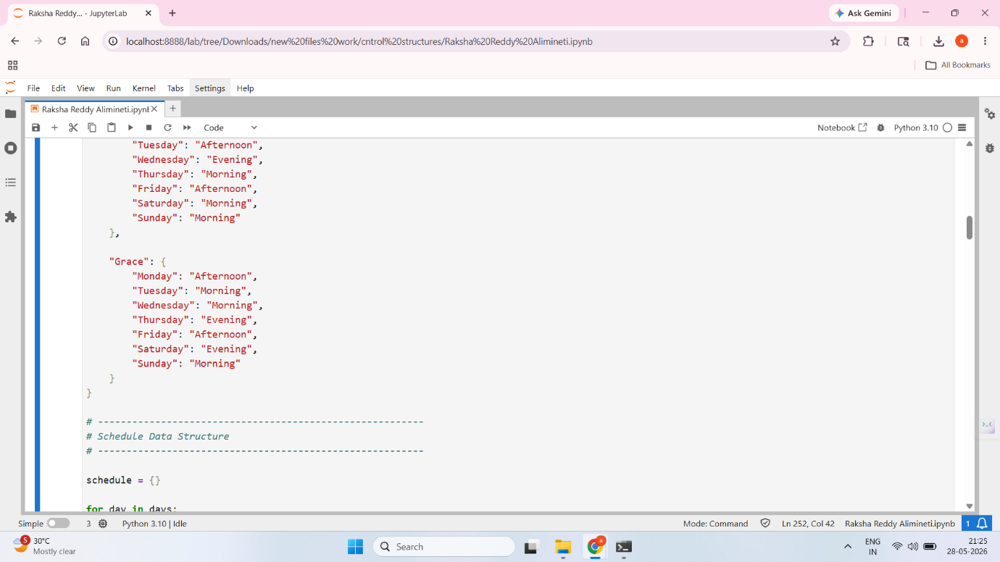 Raksha Reddy... - JupyterLab
Ask Gemini
localhost:8888/lab/tree/Downloads/new%20files%20work/cntrol%20structures/Raksha%20Reddy%20Alimineti.ipynb
a
All Bookmarks
File Edit View Run Kernel Tabs Settings Help
Raksha Reddy Alimineti.ipynb
Code
Notebook
Python 3.10
"Tuesday": "Afternoon",
"Wednesday": "Evening",
"Thursday": "Morning",
"Friday": "Afternoon",
"Saturday": "Morning",
"Sunday": "Morning"
},
"Grace": {
"Monday": "Afternoon",
"Tuesday": "Morning",
"Wednesday": "Morning",
"Thursday": "Evening",
"Friday": "Afternoon",
"Saturday": "Evening",
"Sunday": "Morning"
}
}
# ---------------------------------------------------------
# Schedule Data Structure
# ---------------------------------------------------------
schedule = {}
for day in days:
Simple 3 Python 3.10 | Idle
Mode: Command Ln 252, Col 42 Raksha Reddy Alimineti.ipynb 1
5
30°C
Mostly clear
Search
a
ENG
IN
21:25
28-05-2026